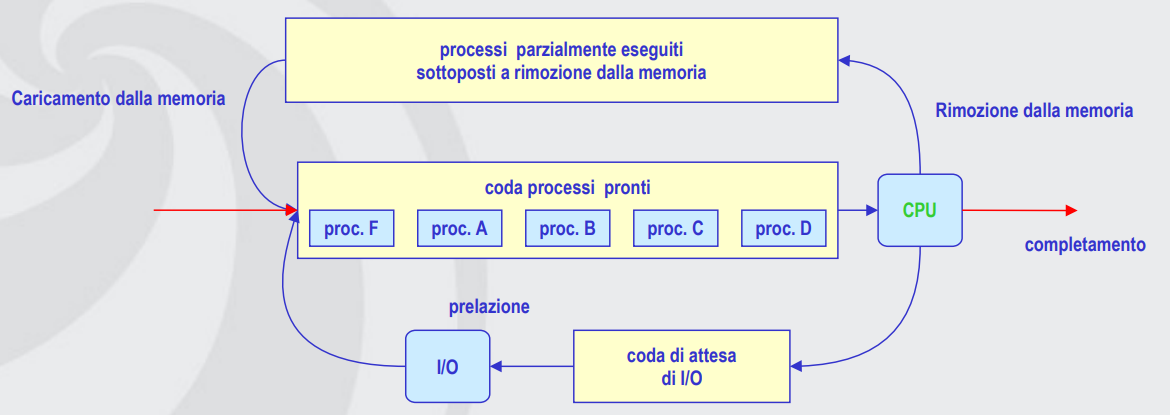 processi parzialmente eseguiti
sottoposti a rimozione dalla memoria
Caricamento dalla memoria
Rimozione dalla memoria
coda processi pronti
proc. F
proc. A
proc. B
proc. C
proc. D
CPU
completamento
prelazione
I/O
coda di attesa
di I/O